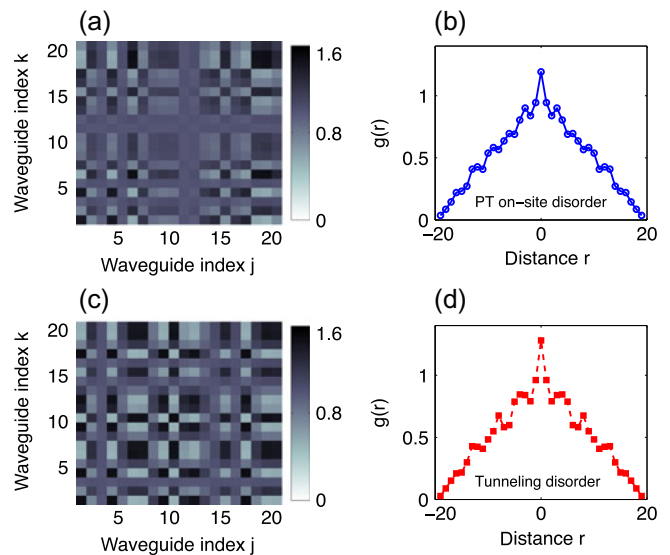 (a)
Waveguide index k
20
15
10
5
5 10 15 20
Waveguide index j
1.6
0.8
0
(b)
g(r)
1
0.5
0
PT on-site disorder
−20 0 20
Distance r
(c)
Waveguide index k
20
15
10
5
5 10 15 20
Waveguide index j
1.6
0.8
0
(d)
g(r)
1
0.5
0
Tunneling disorder
−20 0 20
Distance r